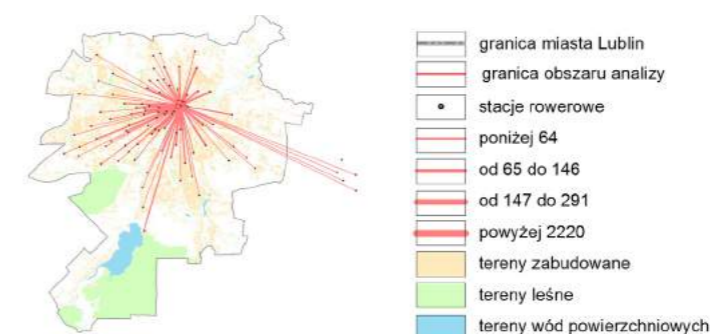 granica miasta Lublin
granica obszaru analizy
stacje rowerowe
poniżej 64
od 65 do 146
od 147 do 291
powyżej 2220
tereny zabudowane
tereny leśne
tereny wód powierzchniowych